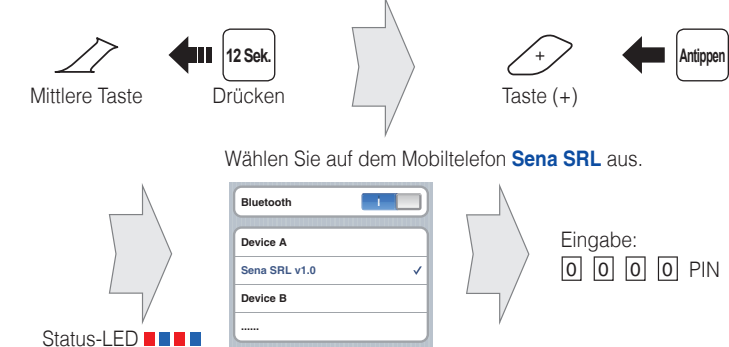 12 Sek.
Antippen
+
Mittlere Taste
Drücken
Taste (+)
Wählen Sie auf dem Mobiltelefon Sena SRL aus.
Bluetooth
I
Device A
Sena SRL v1.0 ✓
Device B
......
Eingabe:
0 0 0 0 PIN
Status-LED